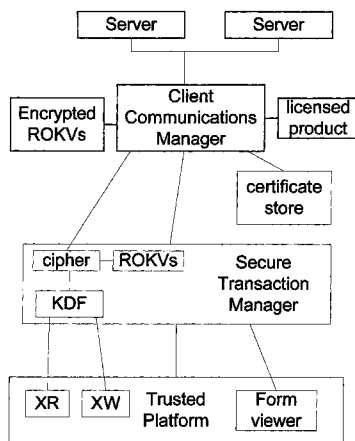 Server
Server
Encrypted
ROKVs
Client
Communications
Manager
licensed
product
certificate
store
cipher
ROKVs
KDF
Secure
Transaction
Manager
XR
XW
Trusted
Platform
Form
viewer